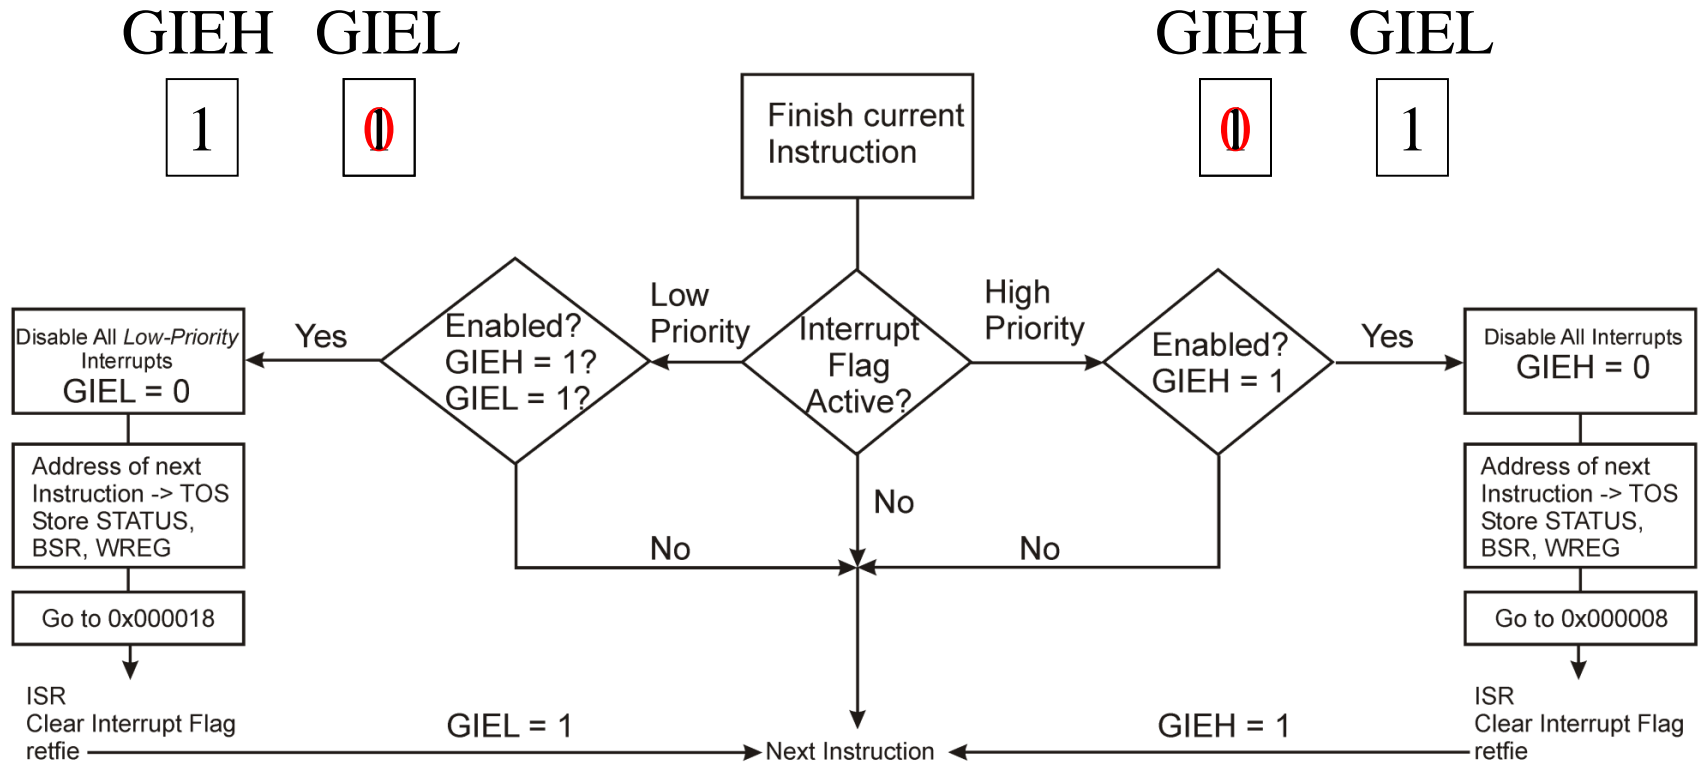 GIEH GIEL
1 0 1
GIEH GIEL
0 1 1
Finish current
Instruction
Interrupt
Flag
Active?
Low
Priority
High
Priority
Enabled?
GIEH = 1?
GIEL = 1?
Enabled?
GIEH = 1
Yes
Yes
Disable All Low-Priority
Interrupts
GIEL = 0
Disable All Interrupts
GIEH = 0
Address of next
Instruction -> TOS
Store STATUS,
BSR, WREG
No
No
No
Address of next
Instruction -> TOS
Store STATUS,
BSR, WREG
Go to 0x000018
Go to 0x000008
ISR
Clear Interrupt Flag
retfie
GIEL = 1
Next Instruction
GIEH = 1
ISR
Clear Interrupt Flag
retfie